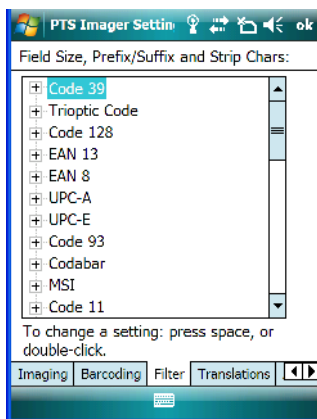 PTS Imager Settin
ok
Field Size, Prefix/Suffix and Strip Chars:
Code 39
Trioptic Code
Code 128
EAN 13
EAN 8
UPC-A
UPC-E
Code 93
Codabar
MSI
Code 11
To change a setting: press space, or
double-click.
Imaging Barcoding Filter Translations